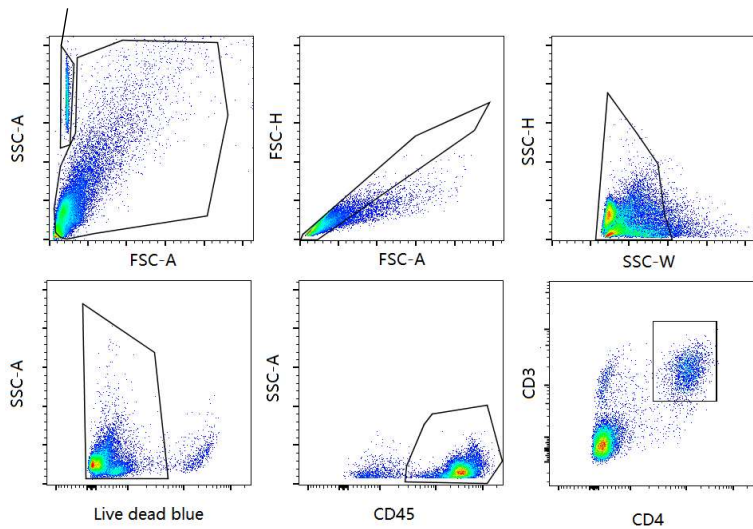 SSC-A
FSC-A
FSC-H
FSC-A
SSC-H
SSC-W
SSC-A
Live dead blue
SSC-A
CD45
CD3
CD4